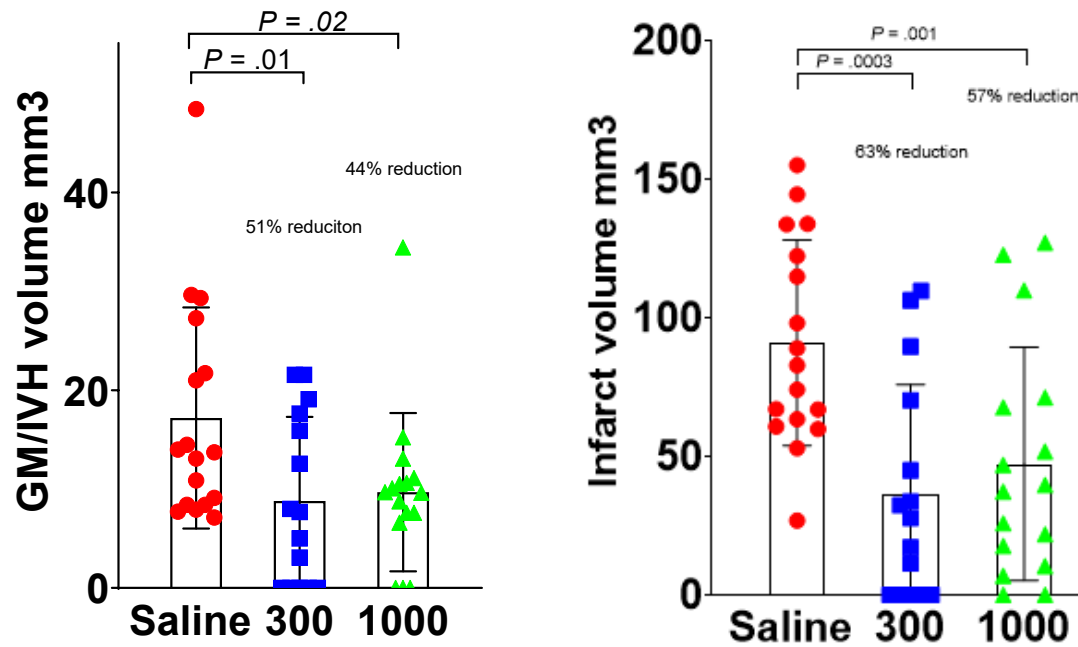 P = .02
P = .01
44% reduction
51% reduciton
GM/IVH volume mm3
40
20
0
Saline 300 1000
P = .001
P = .0003
57% reduction
63% reduction
Infarct volume mm3
200
150
100
50
0
Saline 300 1000